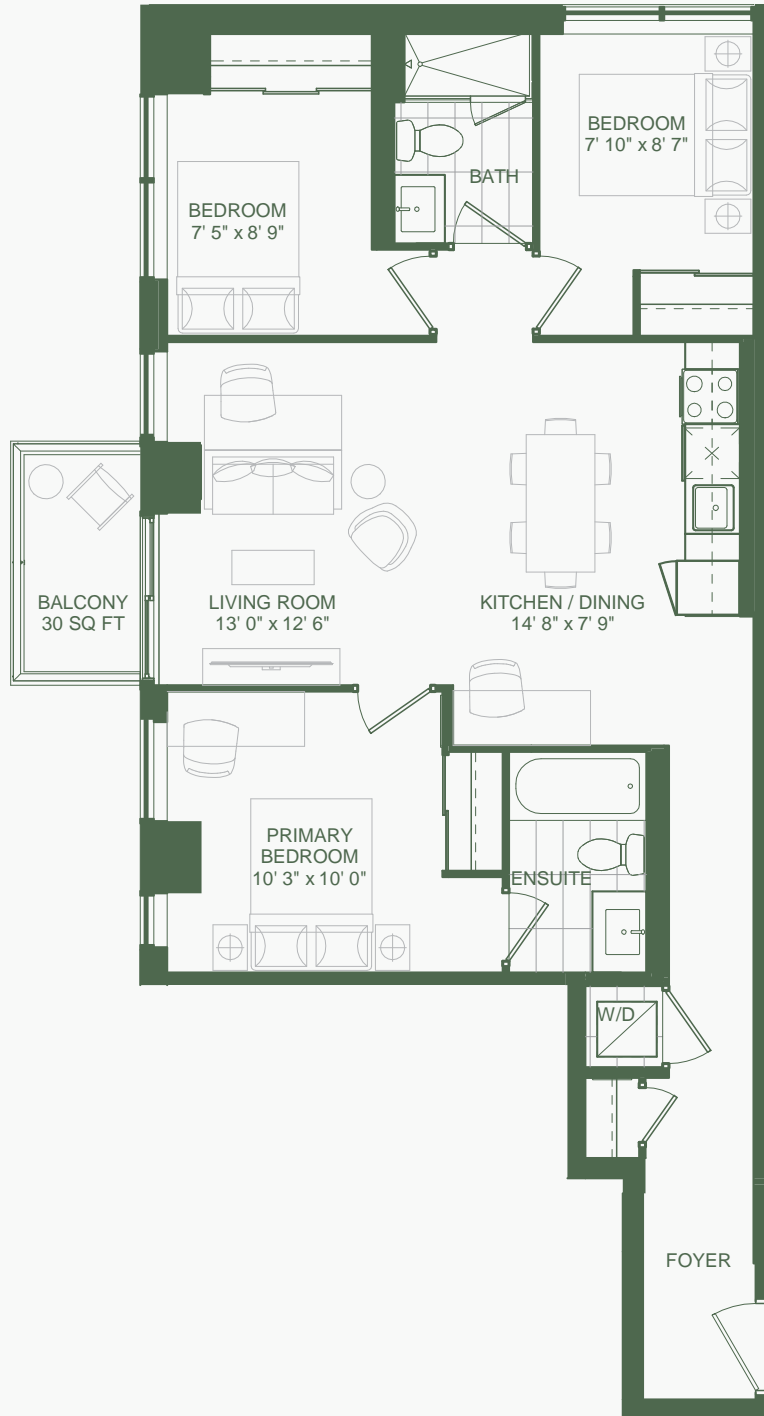 BEDROOM
7' 10" x 8' 7"
BATH
BEDROOM
7' 5" x 8' 9"
BALCONY
30 SQ FT
LIVING ROOM
13' 0" x 12' 6"
KITCHEN / DINING
14' 8" x 7' 9"
PRIMARY
BEDROOM
10' 3" x 10' 0"
ENSUITE
W/D
FOYER